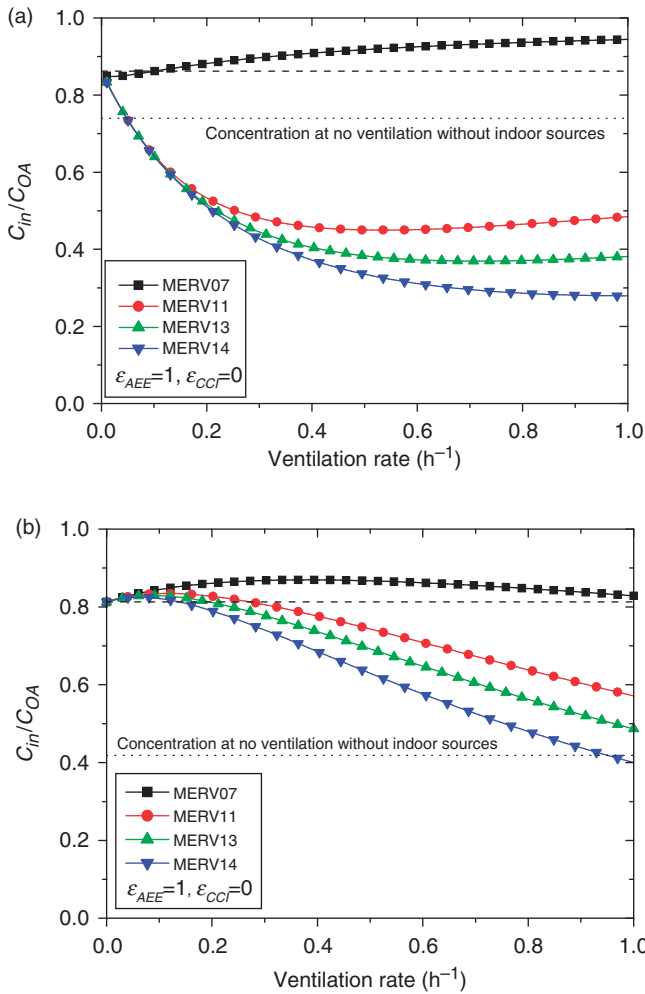 (a)
1.0
0.8
0.6
0.4
0.2
0.0
C_in/C_OA
Concentration at no ventilation without indoor sources
MERV07
MERV11
MERV13
MERV14
ε_AEE=1, ε_CCI=0
0.0 0.2 0.4 0.6 0.8 1.0
Ventilation rate (h⁻¹)
(b)
1.0
0.8
0.6
0.4
0.2
0.0
C_in/C_OA
Concentration at no ventilation without indoor sources
MERV07
MERV11
MERV13
MERV14
ε_AEE=1, ε_CCI=0
0.0 0.2 0.4 0.6 0.8 1.0
Ventilation rate (h⁻¹)